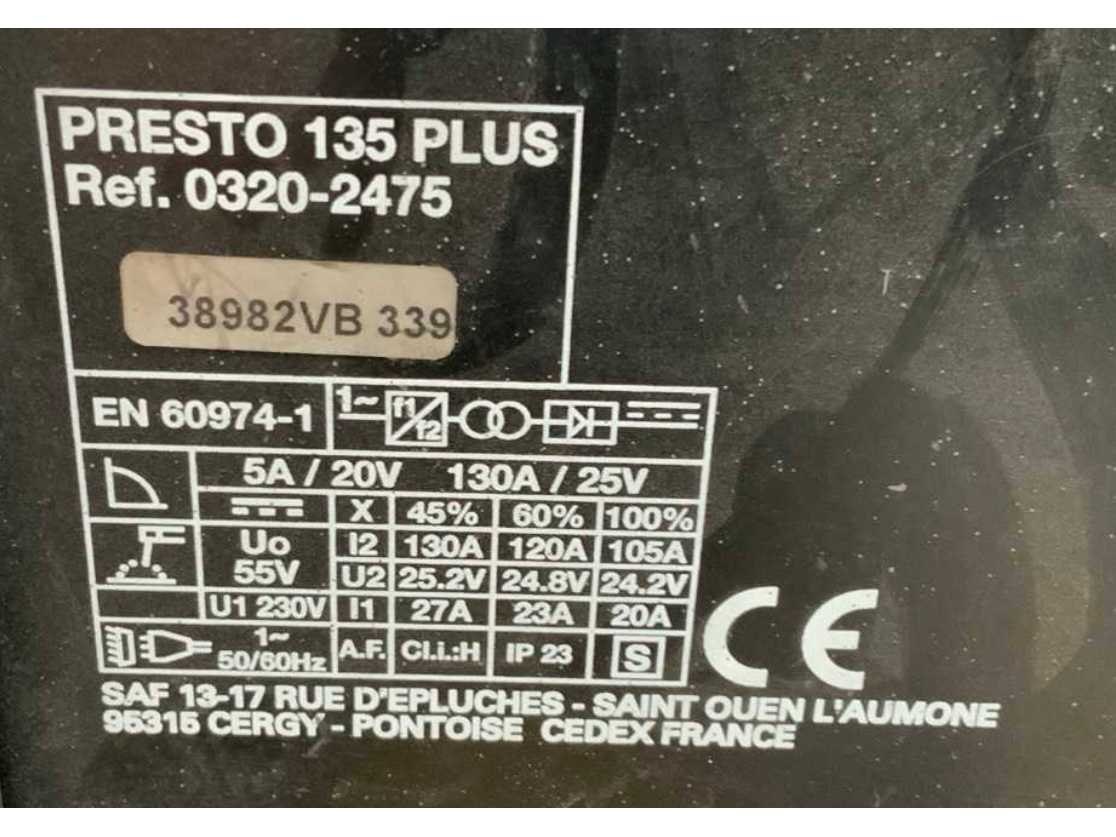 PRESTO 135 PLUS
Ref. 0320-2475
38982VB 339
EN 60974-1 1~ f1 f2
5A / 20V 130A / 25V
X 45% 60% 100%
Uo 55V I2 130A 120A 105A
U2 25.2V 24.8V 24.2V
U1 230V I1 27A 23A 20A
1~ 50/60Hz A.F. Cl.i.:H IP 23 S
CE
SAF 13-17 RUE D'EPLUCHES - SAINT OUEN L'AUMONE
95315 CERGY - PONTOISE CEDEX FRANCE